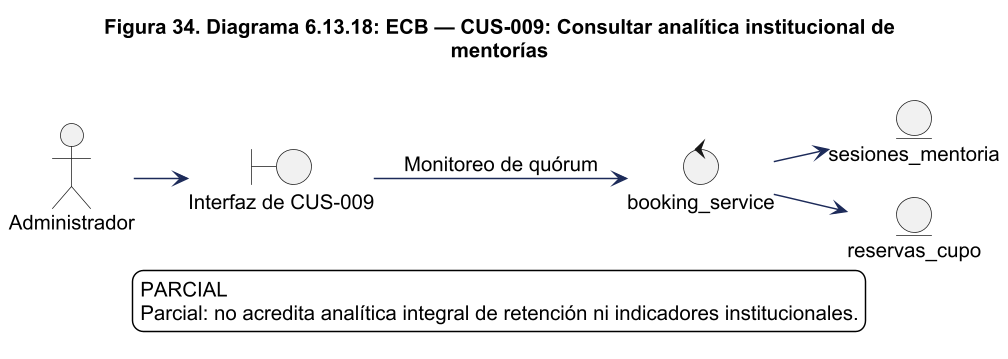 Figura 34. Diagrama 6.13.18: ECB — CUS-009: Consultar analítica institucional de
mentorías
Administrador
Interfaz de CUS-009
Monitoreo de quórum
booking_service
sesiones_mentoria
reservas_cupo
PARCIAL
Parcial: no acredita analítica integral de retención ni indicadores institucionales.